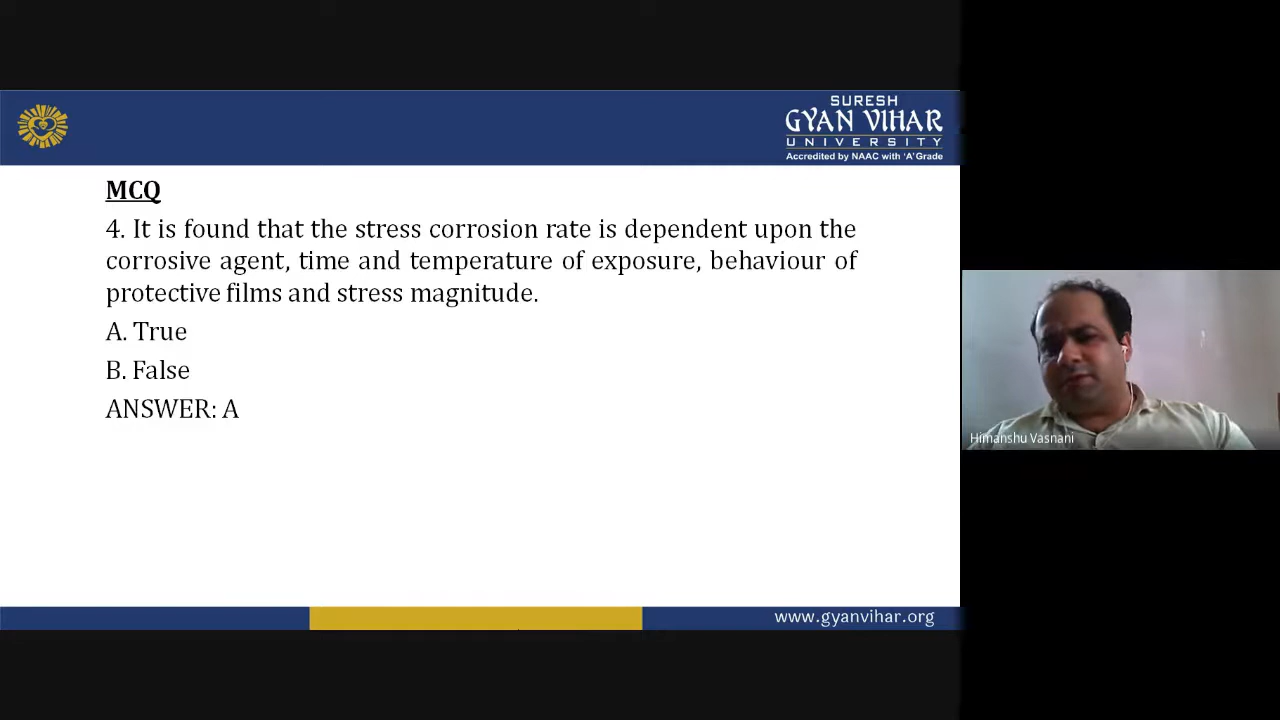 SURESH
GYAN VIHAR
UNIVERSITY
Accredited by NAAC with 'A' Grade
MCQ
4. It is found that the stress corrosion rate is dependent upon the
corrosive agent, time and temperature of exposure, behaviour of
protective films and stress magnitude.
A. True
B. False
ANSWER: A
Himanshu Vasnani
www.gyanvihar.org